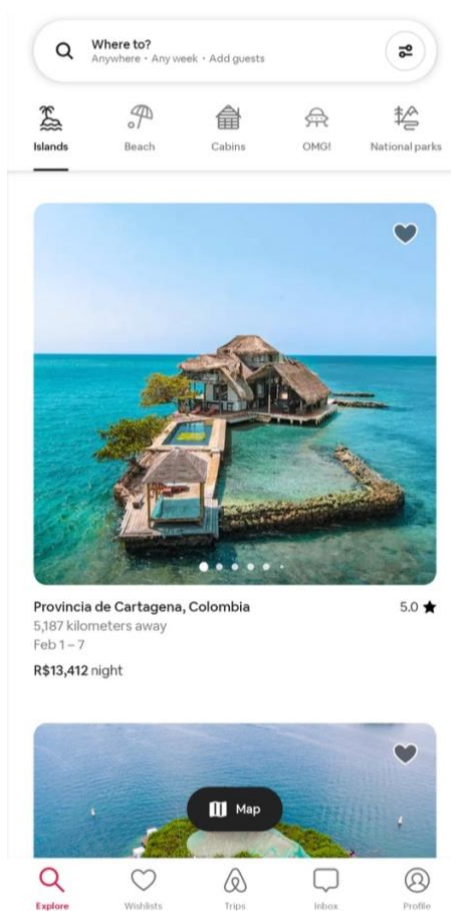 Where to?
Anywhere • Any week • Add guests
Islands
Beach
Cabins
OMG!
National parks
Provincia de Cartagena, Colombia
5.0
5,187 kilometers away
Feb 1 – 7
R$13,412 night
Map
Explore
Wishlists
Trips
Inbox
Profile